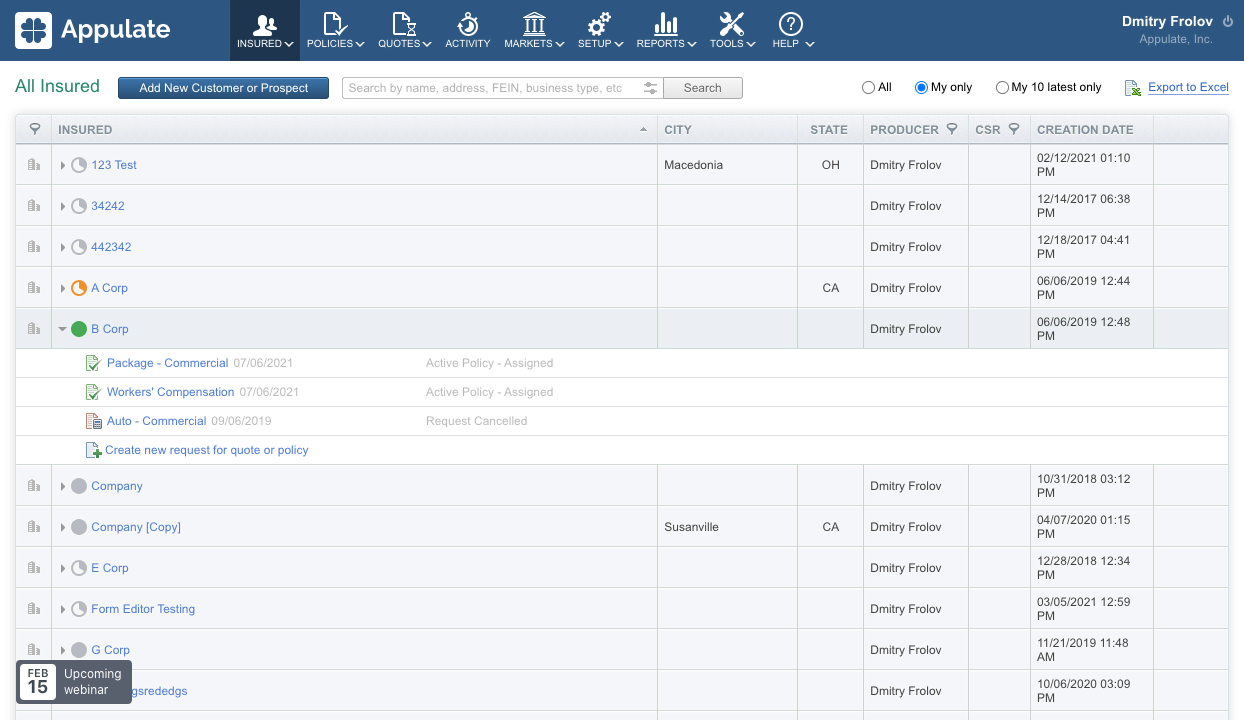 Appulate
INSURED
POLICIES
QUOTES
ACTIVITY
MARKETS
SETUP
REPORTS
TOOLS
HELP
Dmitry Frolov
Appulate, Inc.
All Insured
Add New Customer or Prospect
Search by name, address, FEIN, business type, etc
Search
All
My only
My 10 latest only
Export to Excel
INSURED CITY STATE PRODUCER CSR CREATION DATE
123 Test Macedonia OH Dmitry Frolov 02/12/2021 01:10
PM
34242 Dmitry Frolov 12/14/2017 06:38
PM
442342 Dmitry Frolov 12/18/2017 04:41
PM
A Corp CA Dmitry Frolov 06/06/2019 12:44
PM
B Corp Dmitry Frolov 06/06/2019 12:48
PM
Package - Commercial 07/06/2021 Active Policy - Assigned
Workers' Compensation 07/06/2021 Active Policy - Assigned
Auto - Commercial 09/06/2019 Request Cancelled
Create new request for quote or policy
Company Dmitry Frolov 10/31/2018 03:12
PM
Company [Copy] Susanville CA Dmitry Frolov 04/07/2020 01:15
PM
E Corp Dmitry Frolov 12/28/2018 12:34
PM
Form Editor Testing Dmitry Frolov 03/05/2021 12:59
PM
G Corp Dmitry Frolov 11/21/2019 11:48
AM
Dmitry Frolov 10/06/2020 03:09
PM
FEB
15
Upcoming
webinar